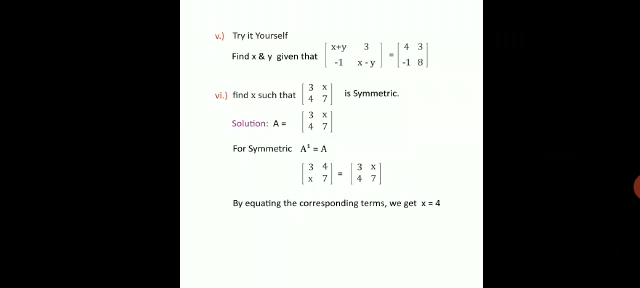 v.) Try it Yourself
Find x & y given that [x+y 3 -1 x - y] = [4 3 -1 8]
vi.) find x such that [3 x 4 7] is Symmetric.
Solution: A = [3 x 4 7]
For Symmetric A¹ = A
[3 4 x 7] = [3 x 4 7]
By equating the corresponding terms, we get x = 4